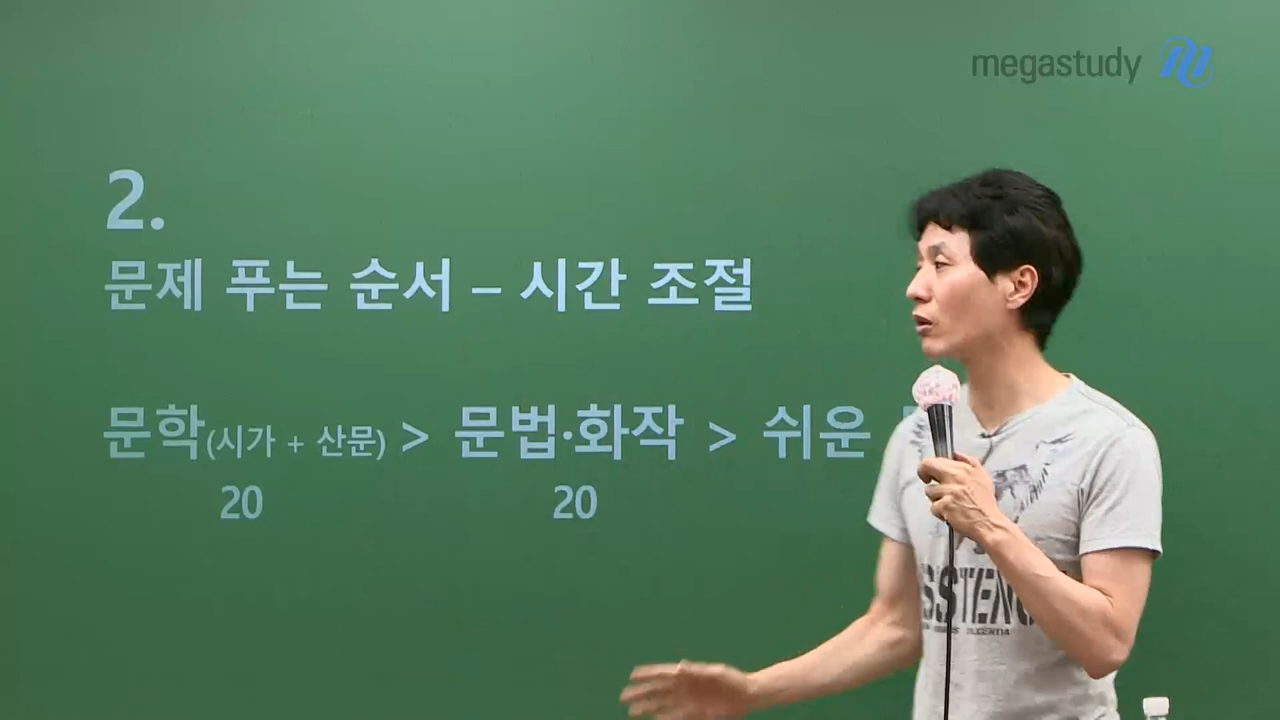 megastudy
2.
문제 푸는 순서 – 시간 조절
문학(시가 + 산문) > 문법·화작 > 쉬운
20 20